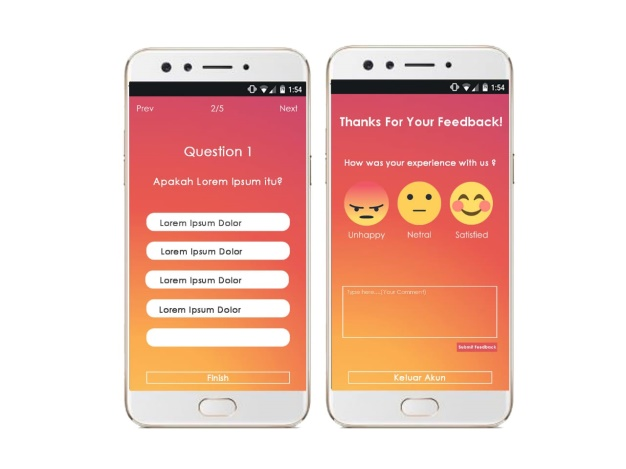 1:54
Prev 2/5 Next
Question 1
Apakah Lorem Ipsum itu?
Lorem Ipsum Dolor
Lorem Ipsum Dolor
Lorem Ipsum Dolor
Lorem Ipsum Dolor
Finish
1:54
Thanks For Your Feedback!
How was your experience with us ?
Unhappy Netral Satisfied
Type here....(Your Comment)
Submit Feedback
Keluar Akun